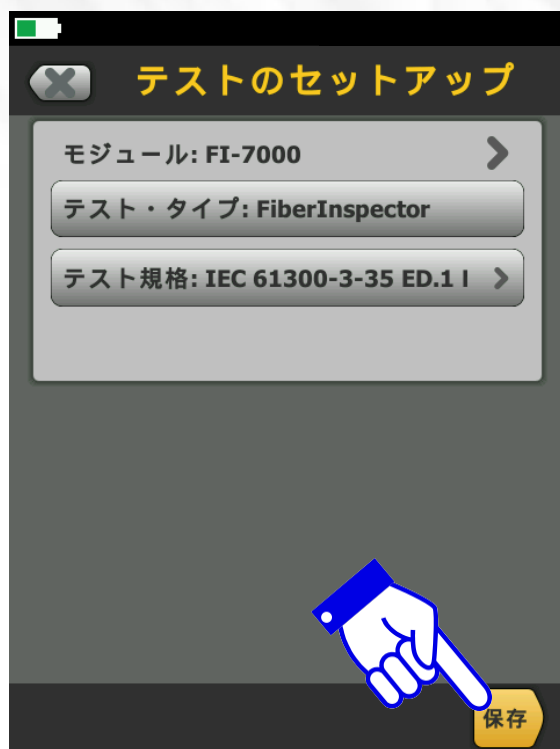 テストのセットアップ
モジュール: FI-7000
テスト・タイプ: FiberInspector
テスト規格: IEC 61300-3-35 ED.1 I
保存